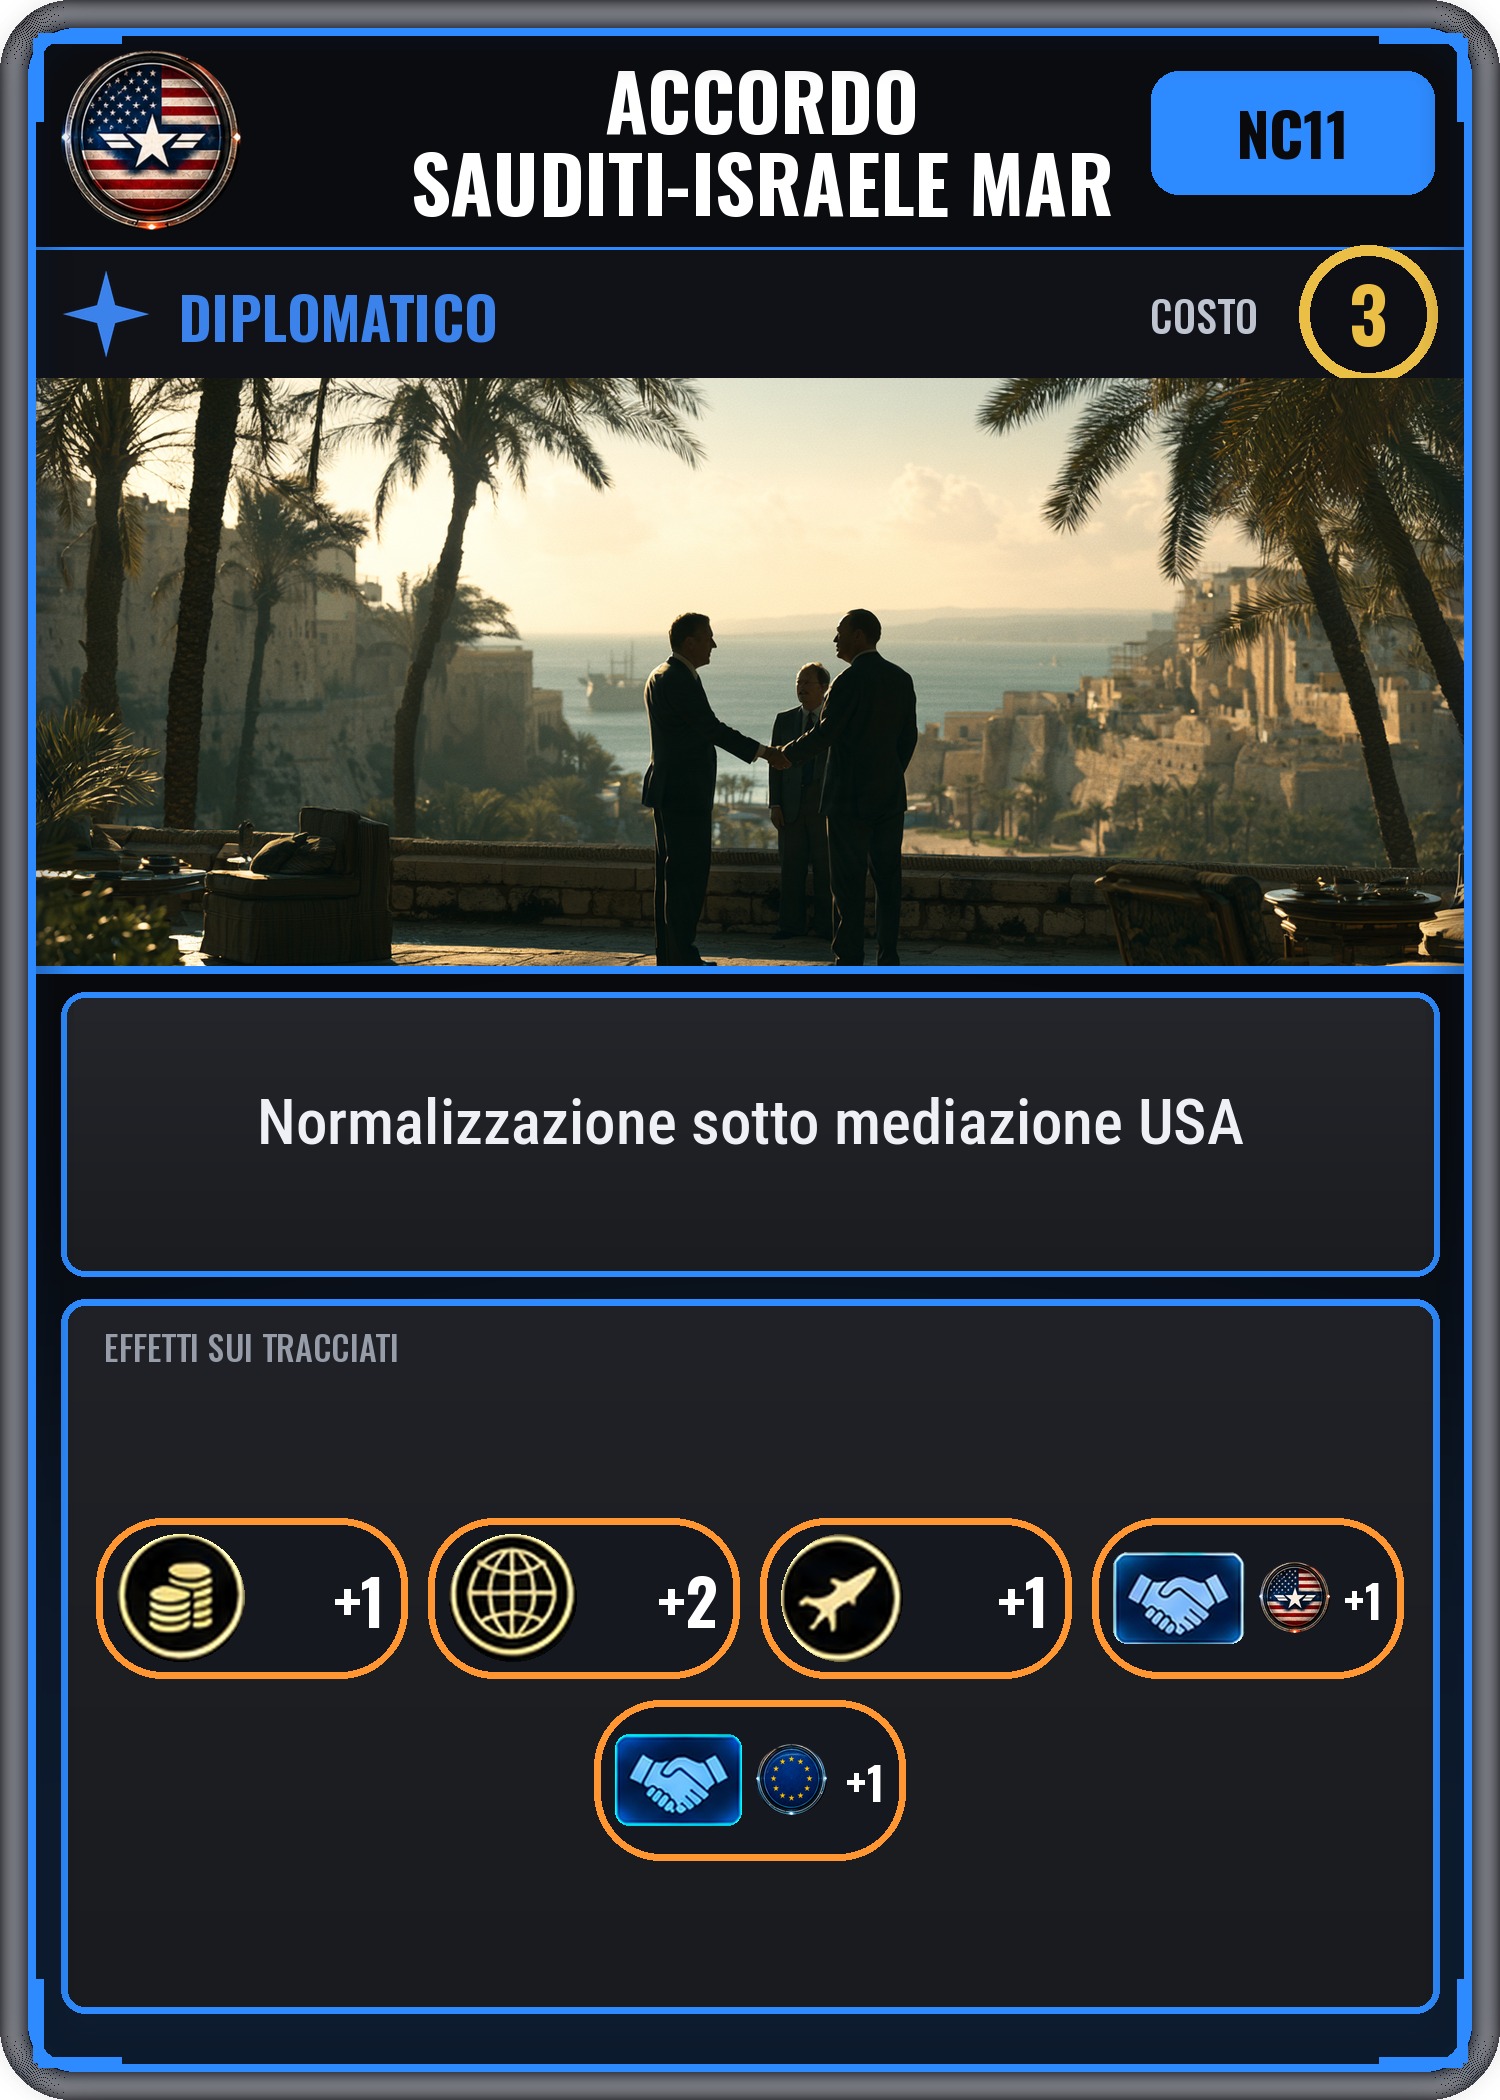 ACCORDO
SAUDITI-ISRAELE MAR
NC11
DIPLOMATICO
COSTO
3
Normalizzazione sotto mediazione USA
EFFETTI SUI TRACCIATI
+1
+2
+1
+1
+1